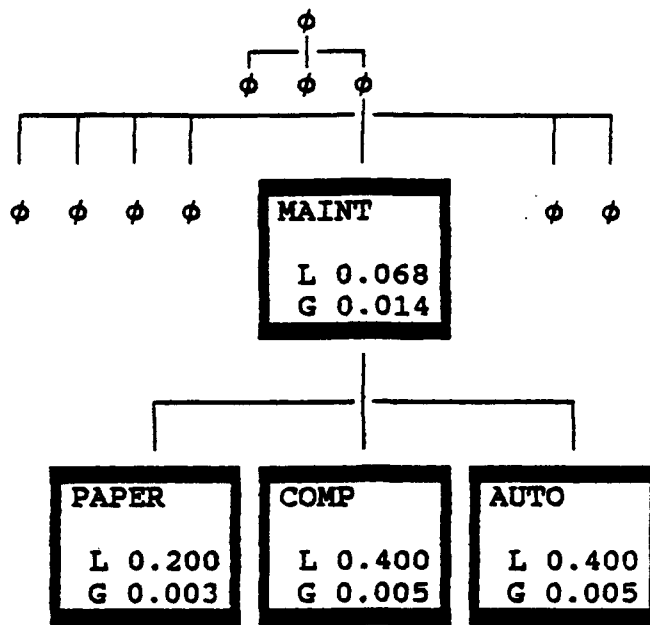 φ
φ φ φ
φ φ φ φ φ φ
MAINT
L 0.068
G 0.014
PAPER COMP AUTO
L 0.200 L 0.400 L 0.400
G 0.003 G 0.005 G 0.005